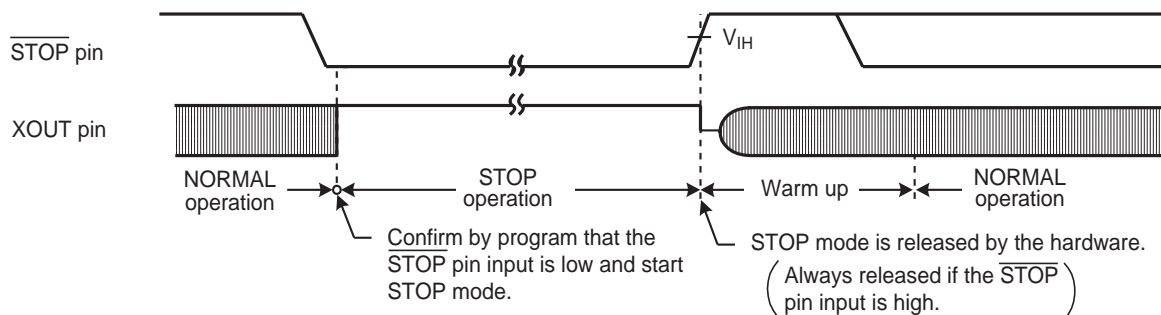 STOP pin
VIH
XOUT pin
NORMAL
operation
STOP
operation
Warm up
NORMAL
operation
Confirm by program that the
STOP pin input is low and start
STOP mode.
STOP mode is released by the hardware.
( Always released if the STOP
pin input is high. )